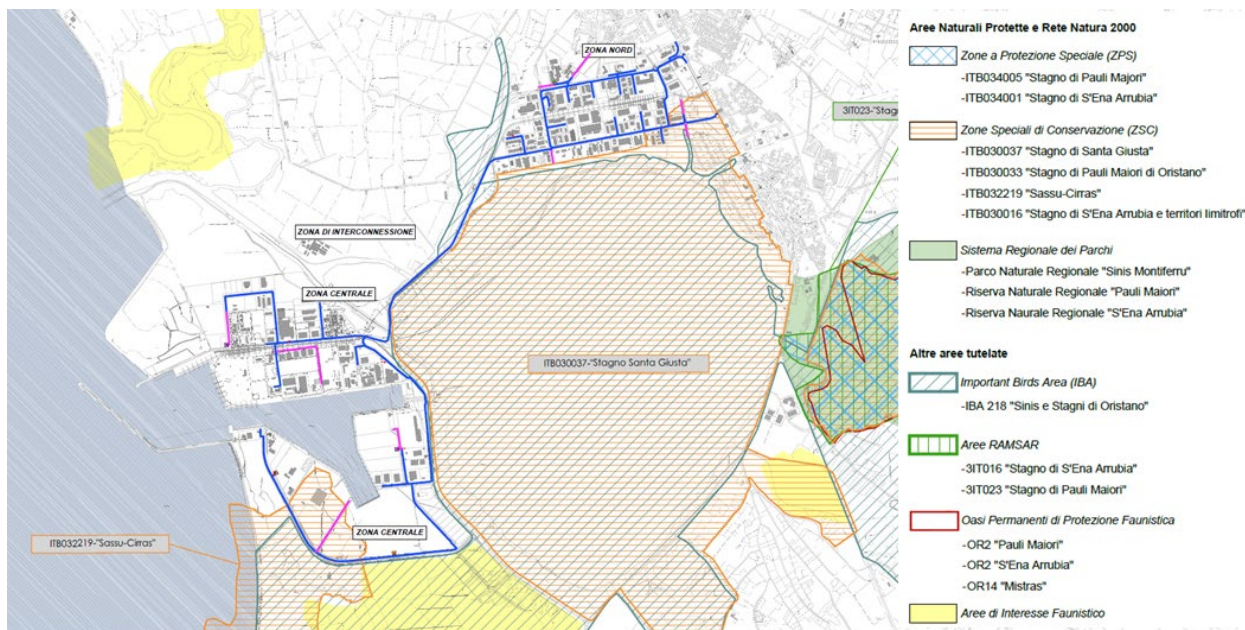 ZONA NORD
3IT023-"Stag
ZONA DI INTERCONNESSIONE
ZONA CENTRALE
ITB030037-"Stagno Santa Giusta"
ZONA CENTRALE
ITB032219-"Sassu-Cirras"
Aree Naturali Protette e Rete Natura 2000
Zone a Protezione Speciale (ZPS)
-ITB034005 "Stagno di Pauli Majori"
-ITB034001 "Stagno di S'Ena Arrubia"
Zone Speciali di Conservazione (ZSC)
-ITB030037 "Stagno di Santa Giusta"
-ITB030033 "Stagno di Pauli Maiori di Oristano"
-ITB032219 "Sassu-Cirras"
-ITB030016 "Stagno di S'Ena Arrubia e territori limitrofi"
Sistema Regionale dei Parchi
-Parco Naturale Regionale "Sinis Montiferru"
-Riserva Naturale Regionale "Pauli Maiori"
-Riserva Naurale Regionale "S'Ena Arrubia"
Altre aree tutelate
Important Birds Area (IBA)
-IBA 218 "Sinis e Stagni di Oristano"
Aree RAMSAR
-3IT016 "Stagno di S'Ena Arrubia"
-3IT023 "Stagno di Pauli Maiori"
Oasi Permanenti di Protezione Faunistica
-OR2 "Pauli Maiori"
-OR2 "S'Ena Arrubia"
-OR14 "Mistras"
Aree di Interesse Faunistico